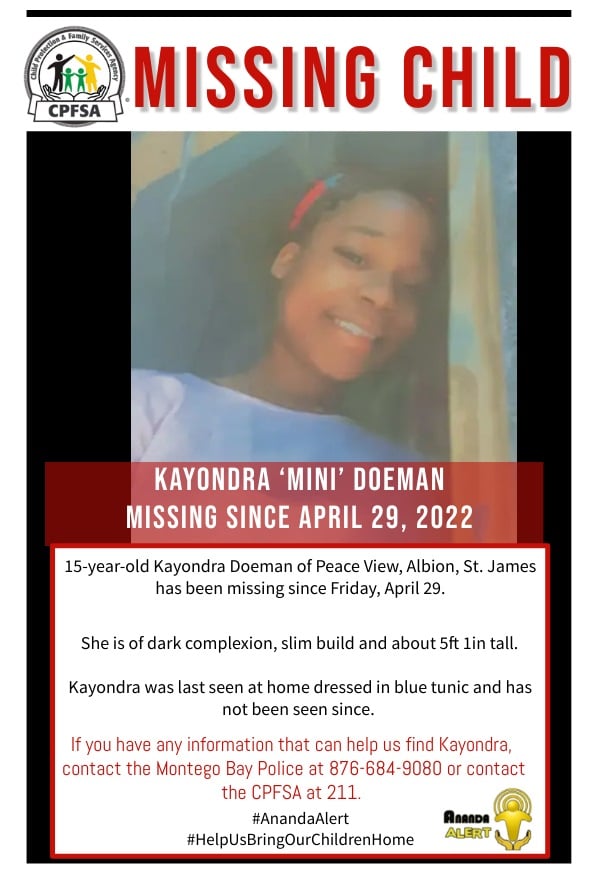 Child Protection & Family Services Agency
CPFSA
MISSING CHILD
KAYONDRA ‘MINI’ DOEMAN
MISSING SINCE APRIL 29, 2022
15-year-old Kayondra Doeman of Peace View, Albion, St. James
has been missing since Friday, April 29.
She is of dark complexion, slim build and about 5ft 1in tall.
Kayondra was last seen at home dressed in blue tunic and has
not been seen since.
If you have any information that can help us find Kayondra,
contact the Montego Bay Police at 876-684-9080 or contact
the CPFSA at 211.
#AnandaAlert
#HelpUsBringOurChildrenHome
ANANDA
ALERT